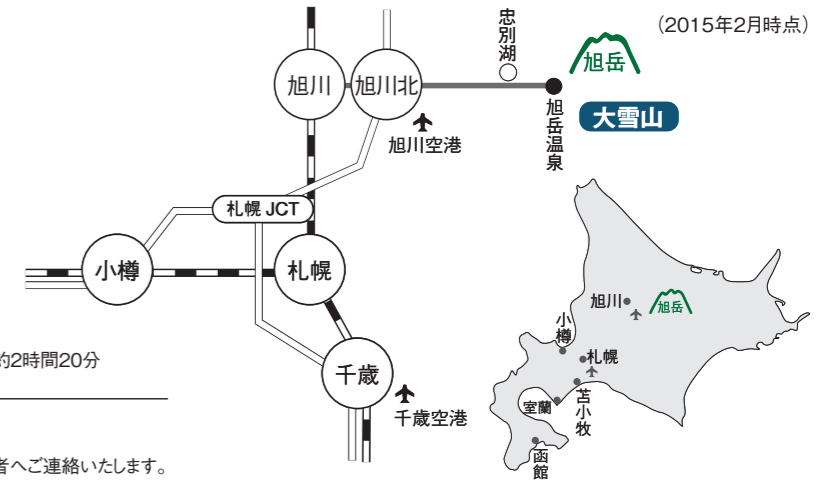 （2015年2月時点）
忠別湖
旭岳
旭川
旭川北
大雪山
旭岳温泉
旭川空港
札幌 JCT
小樽
札幌
千歳
千歳空港
約2時間20分
者へご連絡いたします。
旭川
旭岳
小樽
札幌
室蘭
苫小牧
函館